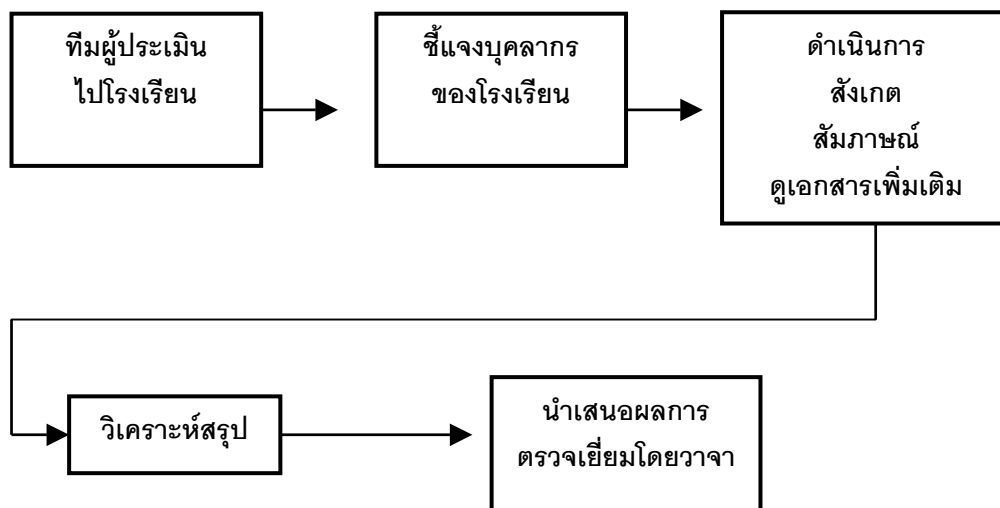 ทีมผู้ประเมิน
ไปโรงเรียน
ชี้แจงบุคลากร
ของโรงเรียน
ดำเนินการ
สังเกต
สัมภาษณ์
ดูเอกสารเพิ่มเติม
วิเคราะห์สรุป
นำเสนอผลการ
ตรวจเยี่ยมโดยวาจา